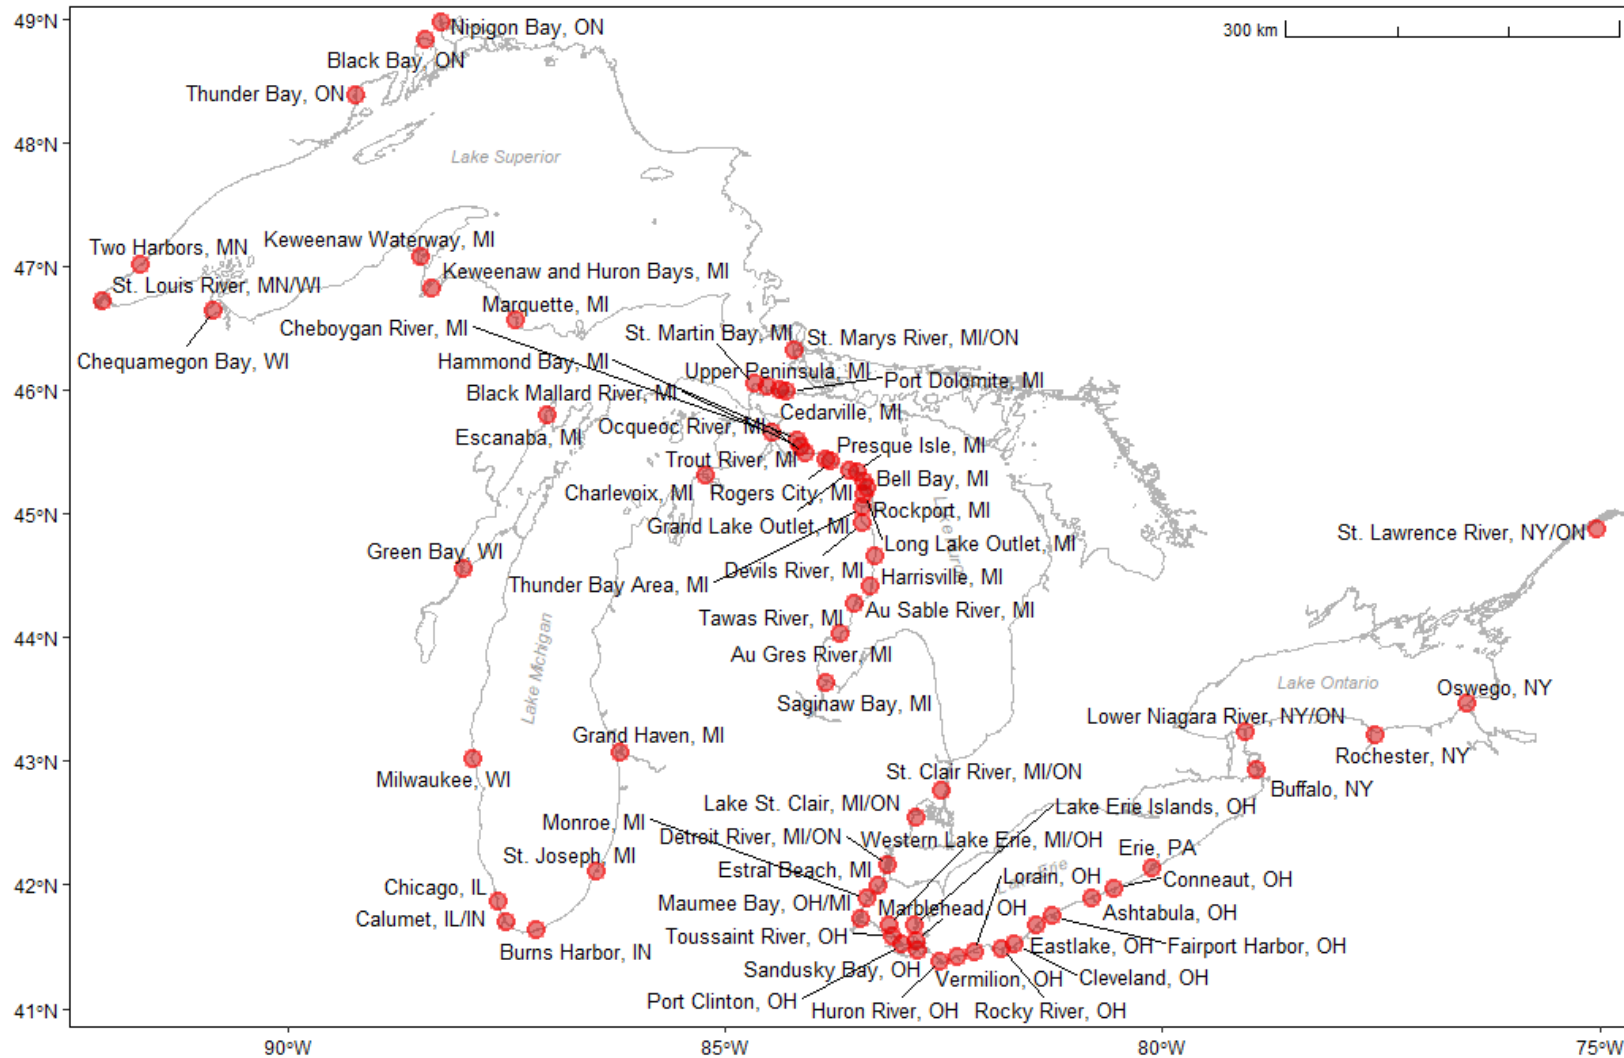 49°N
Nipigon Bay, ON
300 km
Black Bay, ON
Thunder Bay, ON
48°N
Lake Superior
Two Harbors, MN
Keweenaw Waterway, MI
47°N
St. Louis River, MN/WI
Keweenaw and Huron Bays, MI
Marquette, MI
Cheboygan River, MI
St. Martin Bay, MI
St. Marys River, MI/ON
Chequamegon Bay, WI
Hammond Bay, MI
Upper Peninsula, MI
Port Dolomite, MI
46°N
Black Mallard River, MI
Cedarville, MI
Escanaba, MI
Ocqueoc River, MI
Presque Isle, MI
Trout River, MI
Bell Bay, MI
Charlevoix, MI
Rogers City, MI
45°N
Rockport, MI
Grand Lake Outlet, MI
Lake Huron
St. Lawrence River, NY/ON
Long Lake Outlet, MI
Green Bay, WI
Devils River, MI
Thunder Bay Area, MI
Harrisville, MI
Au Sable River, MI
Tawas River, MI
44°N
Au Gres River, MI
Lake Michigan
Lake Ontario
Oswego, NY
Saginaw Bay, MI
Lower Niagara River, NY/ON
Grand Haven, MI
Rochester, NY
43°N
Milwaukee, WI
St. Clair River, MI/ON
Buffalo, NY
Lake St. Clair, MI/ON
Lake Erie Islands, OH
Monroe, MI
Detroit River, MI/ON
Western Lake Erie, MI/OH
Erie, PA
St. Joseph, MI
Estral Beach, MI
Lake Erie
Lorain, OH
Conneaut, OH
42°N
Chicago, IL
Maumee Bay, OH/MI
Marblehead, OH
Ashtabula, OH
Calumet, IL/IN
Toussaint River, OH
Eastlake, OH
Fairport Harbor, OH
Burns Harbor, IN
Sandusky Bay, OH
Vermilion, OH
Cleveland, OH
Port Clinton, OH
Huron River, OH
Rocky River, OH
41°N
90°W
85°W
80°W
75°W